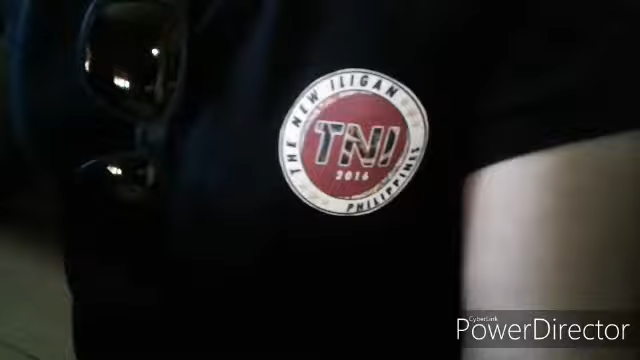 THE NEW ILIGAN
TNI
2016
PHILIPPINES
CyberLink
PowerDirector